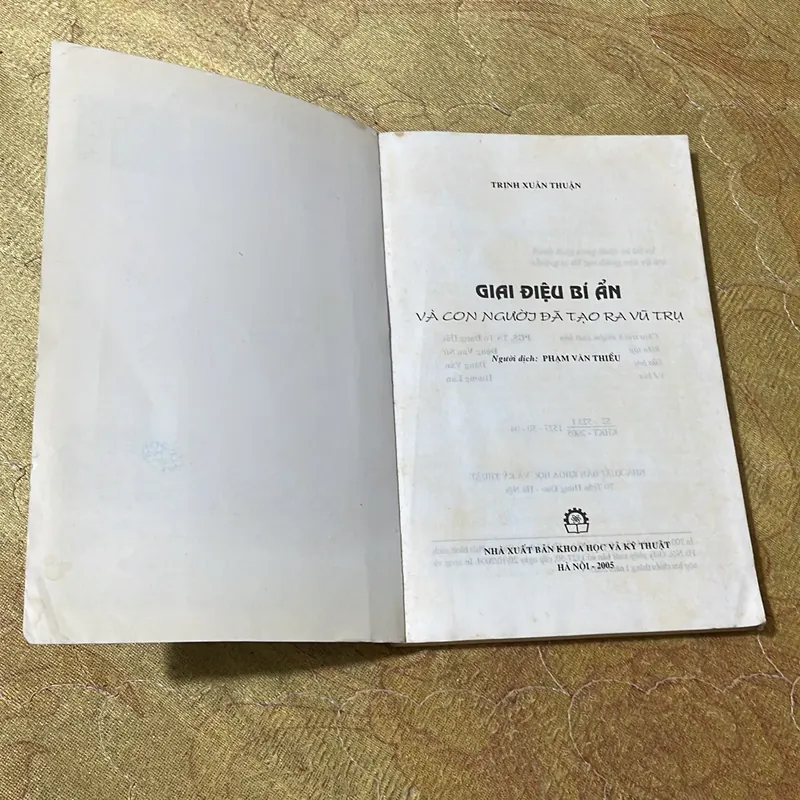 TRỊNH XUÂN THUẬN
GIAI ĐIỆU BÍ ẨN
VÀ CON NGƯỜI ĐÃ TẠO RA VŨ TRỤ
Người dịch: PHẠM VĂN THIỀU
NHÀ XUẤT BẢN KHOA HỌC VÀ KỸ THUẬT
HÀ NỘI - 2005